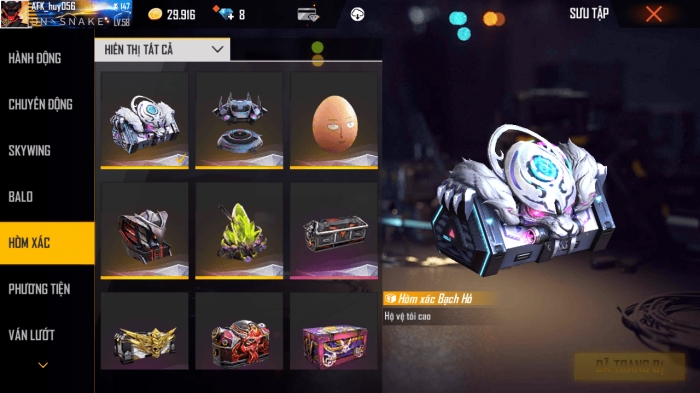 AFK_huy056
147
ON-SNAKE
LV.58
29.916
8
SƯU TẬP
HÀNH ĐỘNG
HIỂN THỊ TẤT CẢ
CHUYỂN ĐỘNG
SKYWING
BALO
HÒM XÁC
PHƯƠNG TIỆN
VÁN LƯỚT
Hòm xác Bạch Hổ
Hộ vệ tối cao
ĐÃ TRANG BỊ